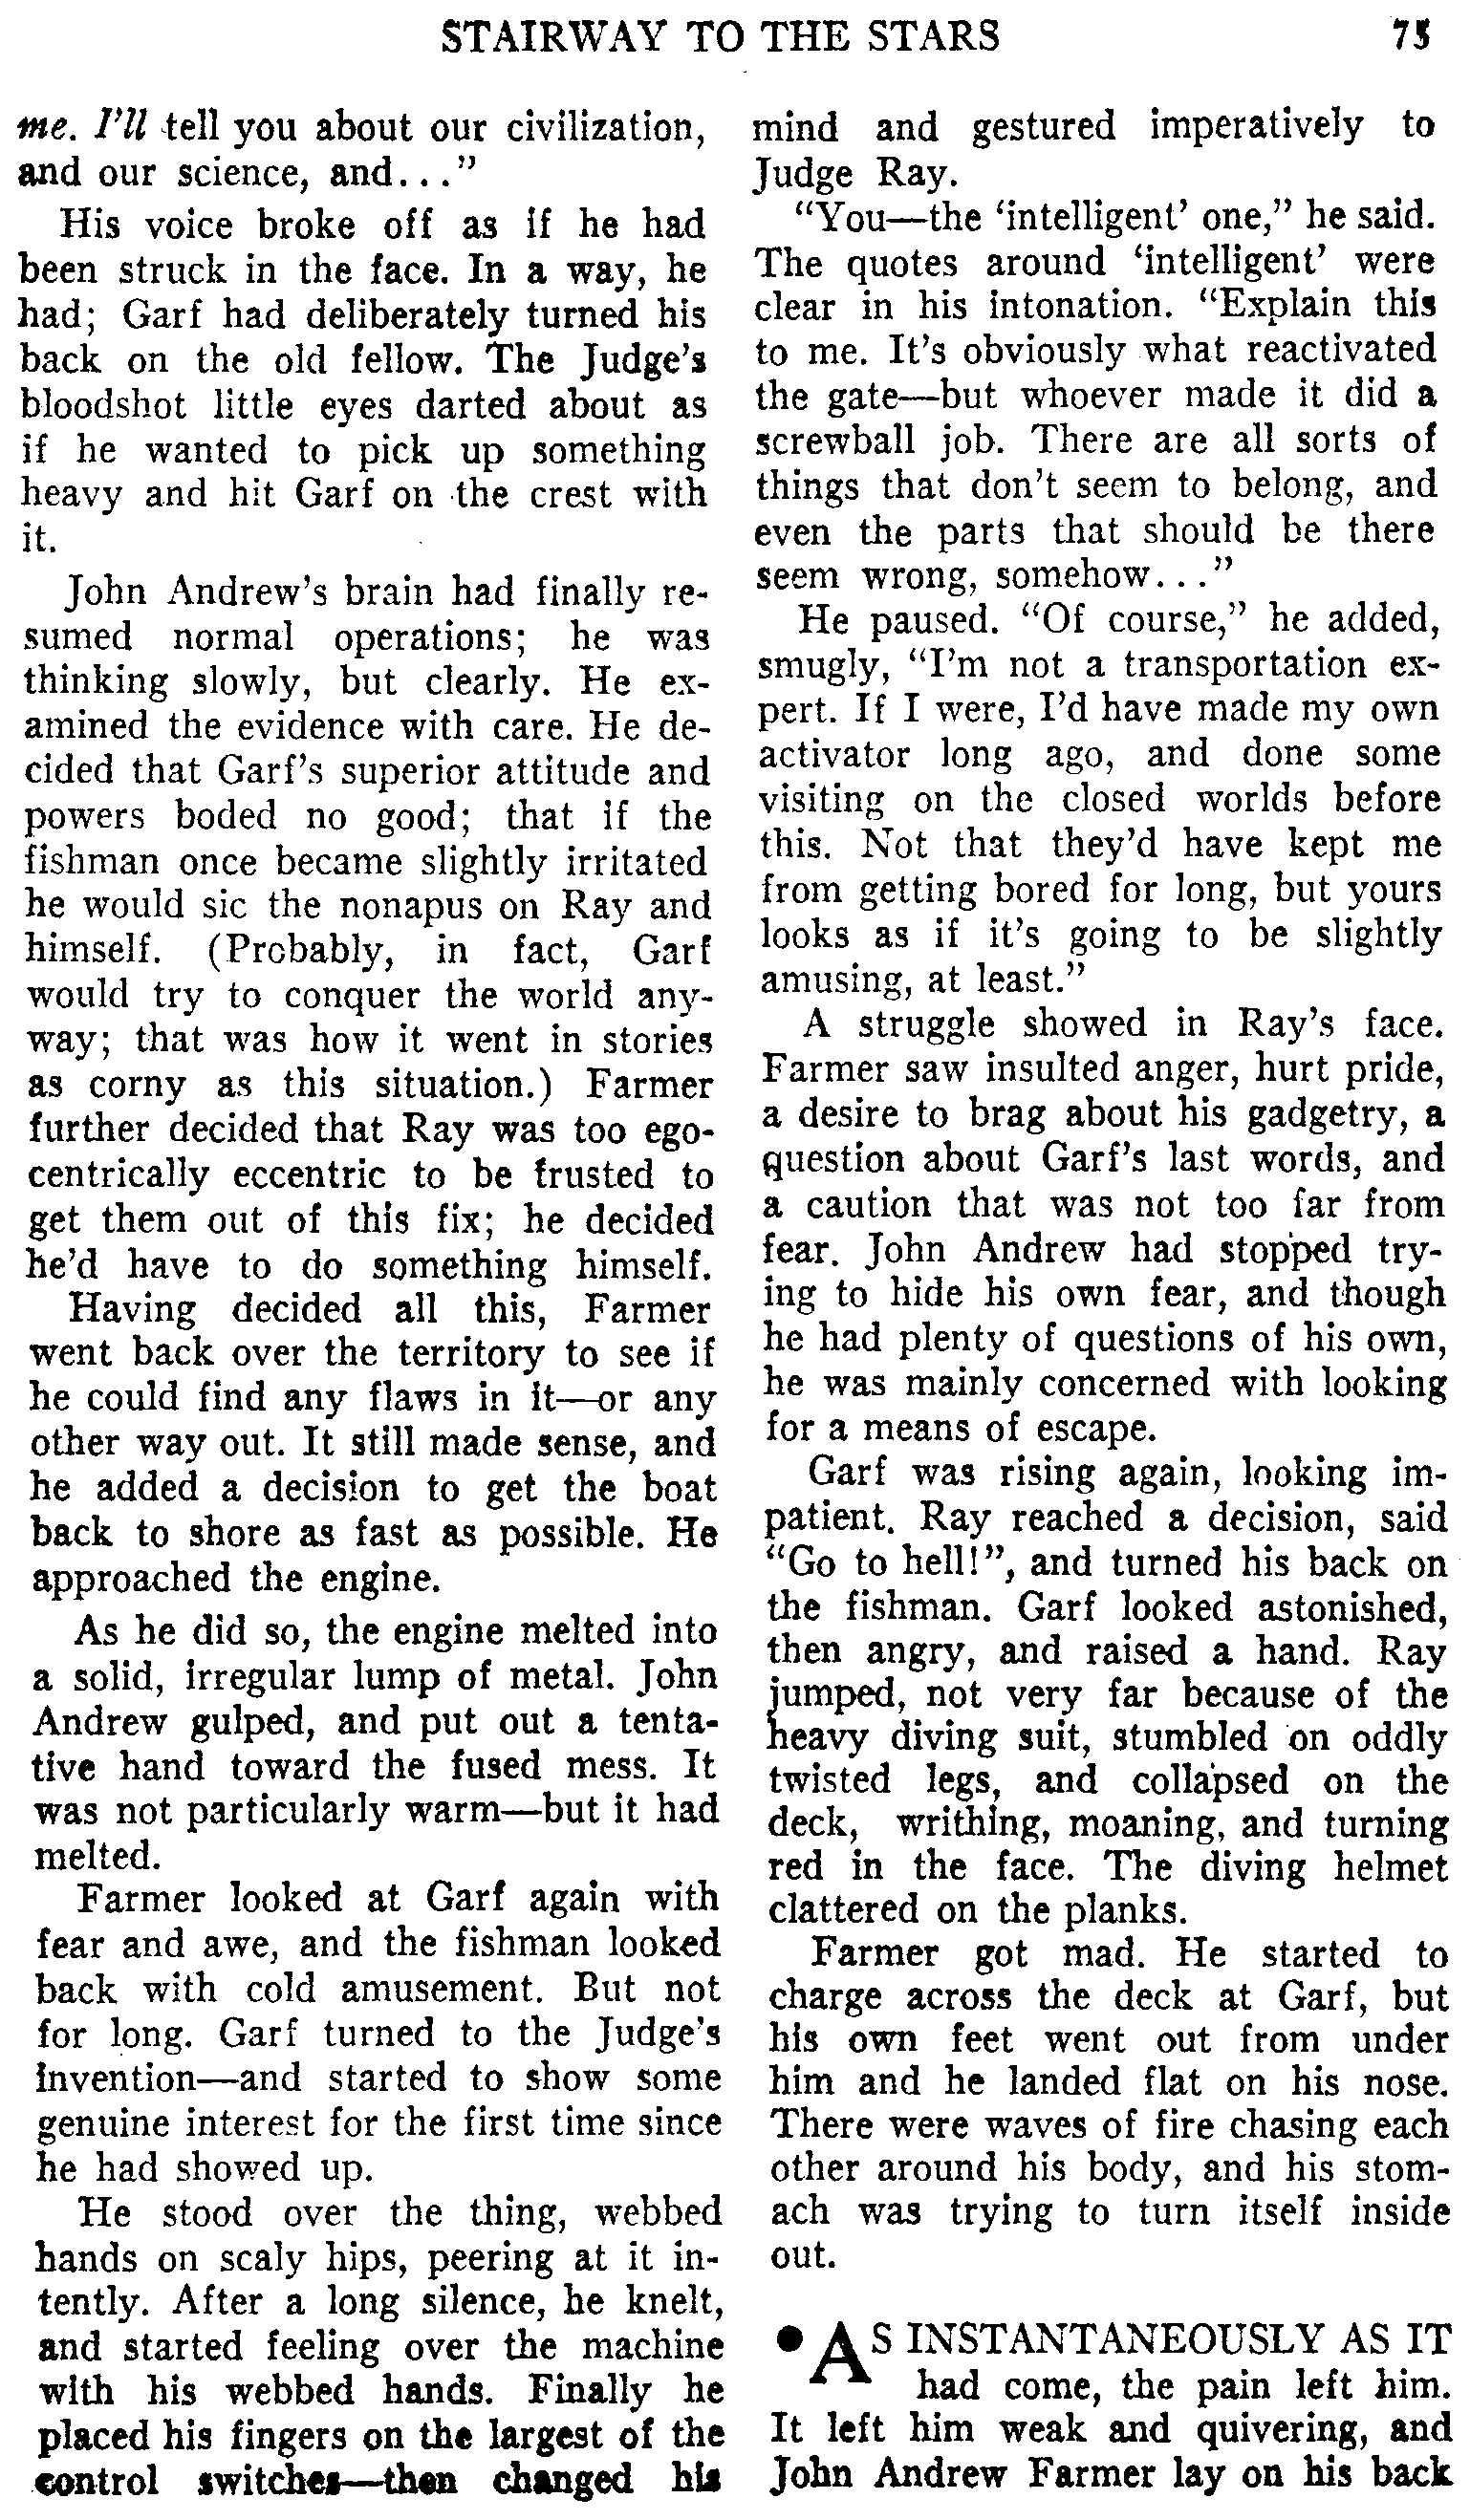 STAIRWAY TO THE STARS 75
me. I'll tell you about our civilization,
and our science, and..."
His voice broke off as if he had
been struck in the face. In a way, he
had; Garf had deliberately turned his
back on the old fellow. The Judge's
bloodshot little eyes darted about as
if he wanted to pick up something
heavy and hit Garf on the crest with
it.
John Andrew's brain had finally re-
sumed normal operations; he was
thinking slowly, but clearly. He ex-
amined the evidence with care. He de-
cided that Garf's superior attitude and
powers boded no good; that if the
fishman once became slightly irritated
he would sic the nonapus on Ray and
himself. (Probably, in fact, Garf
would try to conquer the world any-
way; that was how it went in stories
as corny as this situation.) Farmer
further decided that Ray was too ego-
centrically eccentric to be trusted to
get them out of this fix; he decided
he'd have to do something himself.
Having decided all this, Farmer
went back over the territory to see if
he could find any flaws in it—or any
other way out. It still made sense, and
he added a decision to get the boat
back to shore as fast as possible. He
approached the engine.
As he did so, the engine melted into
a solid, irregular lump of metal. John
Andrew gulped, and put out a tenta-
tive hand toward the fused mess. It
was not particularly warm—but it had
melted.
Farmer looked at Garf again with
fear and awe, and the fishman looked
back with cold amusement. But not
for long. Garf turned to the Judge's
invention—and started to show some
genuine interest for the first time since
he had showed up.
He stood over the thing, webbed
hands on scaly hips, peering at it in-
tently. After a long silence, he knelt,
and started feeling over the machine
with his webbed hands. Finally he
placed his fingers on the largest of the
control switches—then changed his
mind and gestured imperatively to
Judge Ray.
"You—the 'intelligent' one," he said.
The quotes around 'intelligent' were
clear in his intonation. "Explain this
to me. It's obviously what reactivated
the gate—but whoever made it did a
screwball job. There are all sorts of
things that don't seem to belong, and
even the parts that should be there
seem wrong, somehow..."
He paused. "Of course," he added,
smugly, "I'm not a transportation ex-
pert. If I were, I'd have made my own
activator long ago, and done some
visiting on the closed worlds before
this. Not that they'd have kept me
from getting bored for long, but yours
looks as if it's going to be slightly
amusing, at least."
A struggle showed in Ray's face.
Farmer saw insulted anger, hurt pride,
a desire to brag about his gadgetry, a
question about Garf's last words, and
a caution that was not too far from
fear. John Andrew had stopped try-
ing to hide his own fear, and though
he had plenty of questions of his own,
he was mainly concerned with looking
for a means of escape.
Garf was rising again, looking im-
patient. Ray reached a decision, said
"Go to hell!", and turned his back on
the fishman. Garf looked astonished,
then angry, and raised a hand. Ray
jumped, not very far because of the
heavy diving suit, stumbled on oddly
twisted legs, and collapsed on the
deck, writhing, moaning, and turning
red in the face. The diving helmet
clattered on the planks.
Farmer got mad. He started to
charge across the deck at Garf, but
his own feet went out from under
him and he landed flat on his nose.
There were waves of fire chasing each
other around his body, and his stom-
ach was trying to turn itself inside
out.
• AS INSTANTANEOUSLY AS IT
had come, the pain left him.
It left him weak and quivering, and
John Andrew Farmer lay on his back